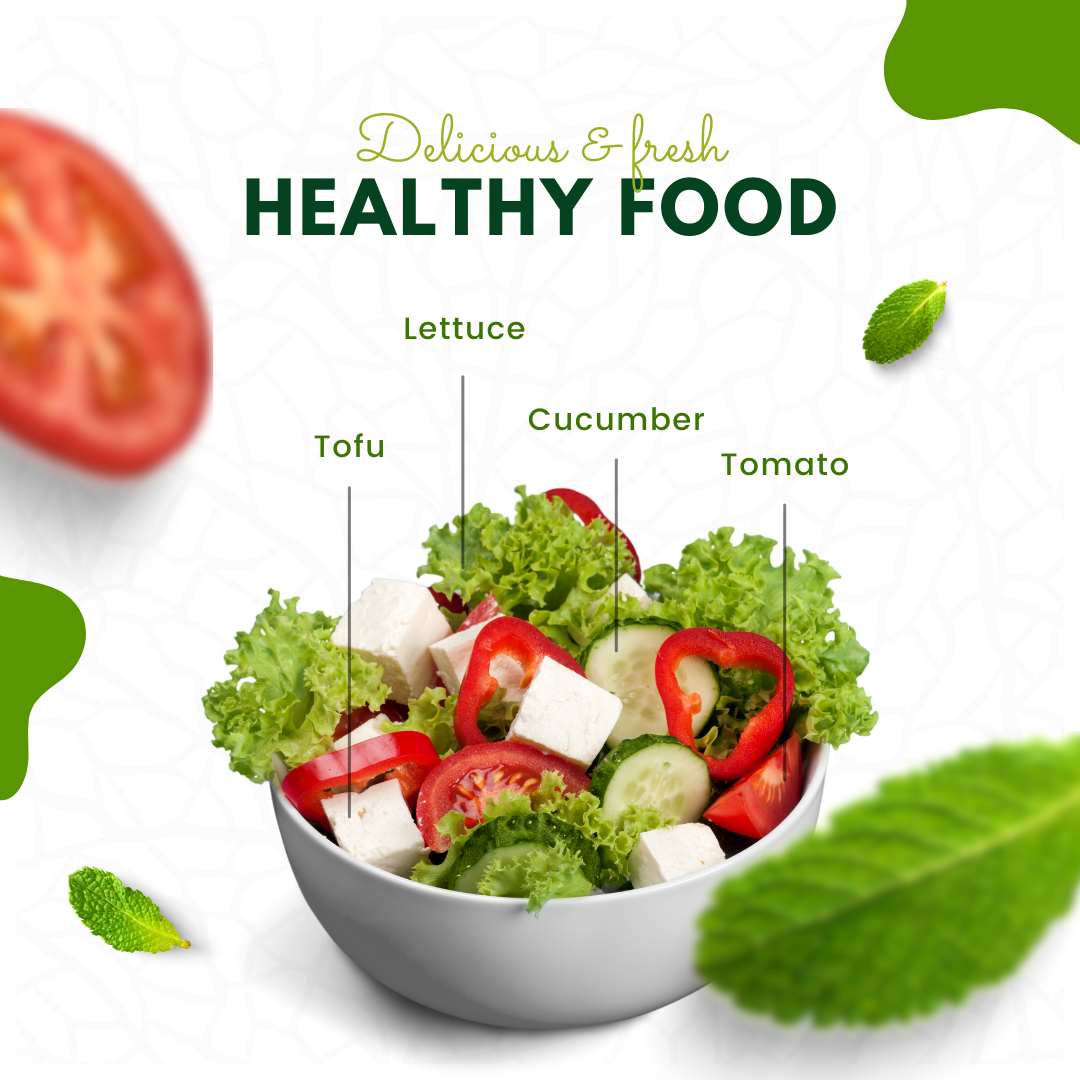 Delicious & fresh
HEALTHY FOOD
Lettuce
Cucumber
Tofu
Tomato